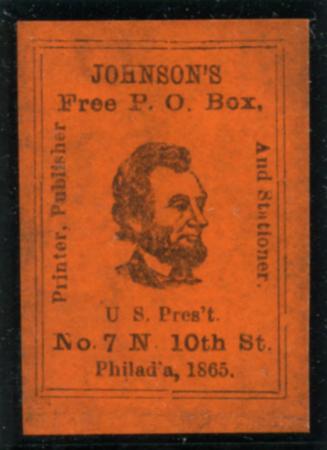 JOHNSON'S
Free P. O. Box,
Printer, Publisher
And Stationer.
U S. Pres't.
No. 7 N 10th St.
Philad'a, 1865.